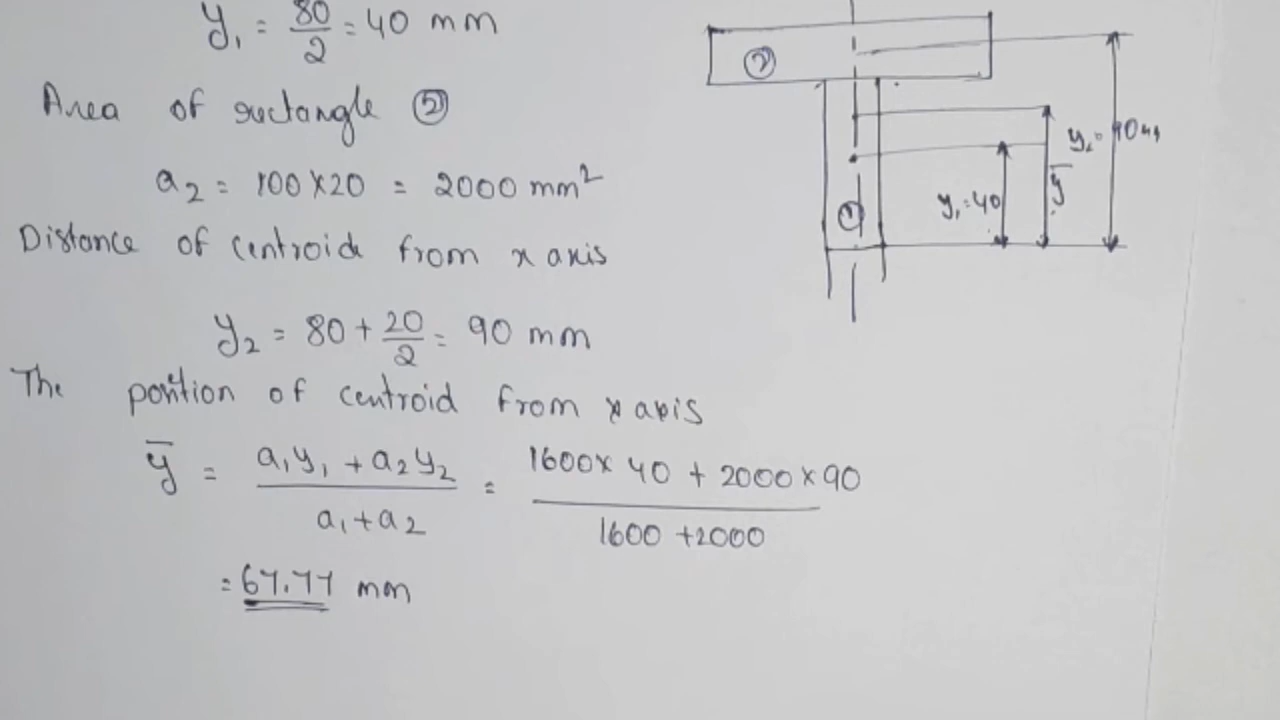 y₁ = 80/2 = 40 mm
Area of rectangle ②
a₂ = 100 x 20 = 2000 mm²
Distance of centroid from x axis
y₂ = 80 + 20/2 = 90 mm
The position of centroid from x axis
ȳ = a₁y₁ + a₂y₂ / a₁ + a₂ = 1600 x 40 + 2000 x 90 / 1600 + 2000
= 67.77 mm
②
①
y₁ = 40
ȳ
y₂ =